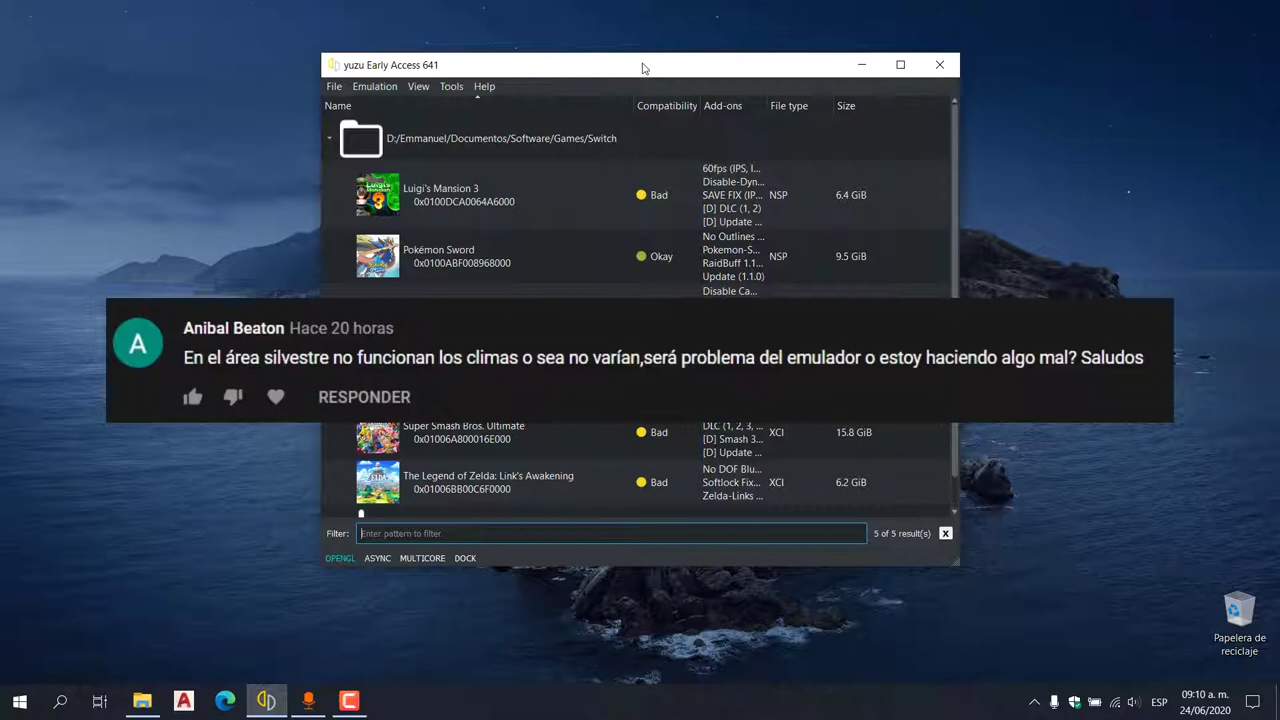 yuzu Early Access 641
File Emulation View Tools Help
Name Compatibility Add-ons File type Size
D:/Emmanuel/Documentos/Software/Games/Switch
Luigi's Mansion 3
0x0100DCA0064A6000
Bad
60fps (IPS, I...
Disable-Dyn...
SAVE FIX (IP...
[D] DLC (1, 2)
[D] Update ...
NSP
6.4 GiB
Pokémon Sword
0x0100ABF008968000
Okay
No Outlines ...
Pokemon-S...
RaidBuff 1.1...
Update (1.1.0)
NSP
9.5 GiB
Disable Ca...
A
Anibal Beaton Hace 20 horas
En el área silvestre no funcionan los climas o sea no varían,será problema del emulador o estoy haciendo algo mal? Saludos
RESPONDER
Super Smash Bros. Ultimate
0x01006A800016E000
Bad
DLC (1, 2, 3, ...
[D] Smash 3...
[D] Update ...
XCI
15.8 GiB
The Legend of Zelda: Link's Awakening
0x01006BB00C6F0000
Bad
No DOF Blu...
Softlock Fix...
Zelda-Links ...
XCI
6.2 GiB
Filter: Enter pattern to filter 5 of 5 result(s) X
OPENGL ASYNC MULTICORE DOCK
Papelera de
reciclaje
ESP
09:10 a. m.
24/06/2020